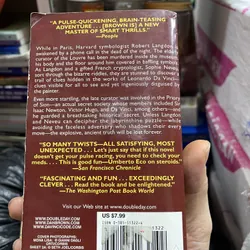 "A PULSE-QUICKENING, BRAIN-TEASING
ADVENTURE . . . [BROWN IS] A NEW
MASTER OF SMART THRILLS."
—People
While in Paris, Harvard symbologist Robert Langdon is
awakened by a phone call in the dead of the night. The elderly
curator of the Louvre has been murdered inside the museum,
his body and the floor around him covered in baffling symbols.
As Langdon and a gifted French cryptologist, Sophie Neveu,
sort through the bizarre riddles, they are stunned to discover a
trail of clues hidden in the works of Leonardo Da Vinci—
clues visible for all to see and yet ingeniously disguised by
the painter.
Even more startling, the late curator was involved in the Priory
of Sion—an actual secret society whose members included Sir
Isaac Newton, Victor Hugo, and Da Vinci, among others—and
he guarded a breathtaking historical secret. Unless Langdon
and Neveu can decipher the labyrinthine puzzle—while
avoiding the faceless adversary who shadows their every
move—the explosive, ancient truth will be lost forever.
"SO MANY TWISTS—ALL SATISFYING, MOST
UNEXPECTED . . . Let's just say that if this novel
doesn't get your pulse racing, you need to check your
meds. . . . This is good fun—Umberto Eco on steroids."
—San Francisco Chronicle
"FASCINATING AND FUN . . . EXCEEDINGLY
CLEVER . . . Read the book and be enlightened."
—The Washington Post Book World
Visit our Web sites:
WWW.DOUBLEDAY.COM
WWW.DANBROWN.COM
WWW.DAVINCICODE.COM
US $7.99